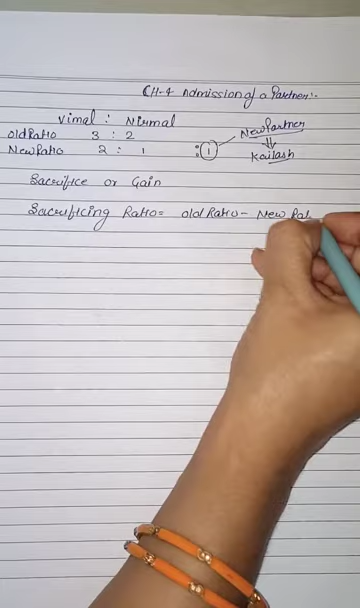 CH-4 Admission of a Partner:-
Vimal : Nirmal
Old Ratio 3 : 2
New Ratio 2 : 1 : 1 New Partner
⇓
Kailash
Sacrifice or Gain
Sacrificing Ratio = Old Ratio - New Rat